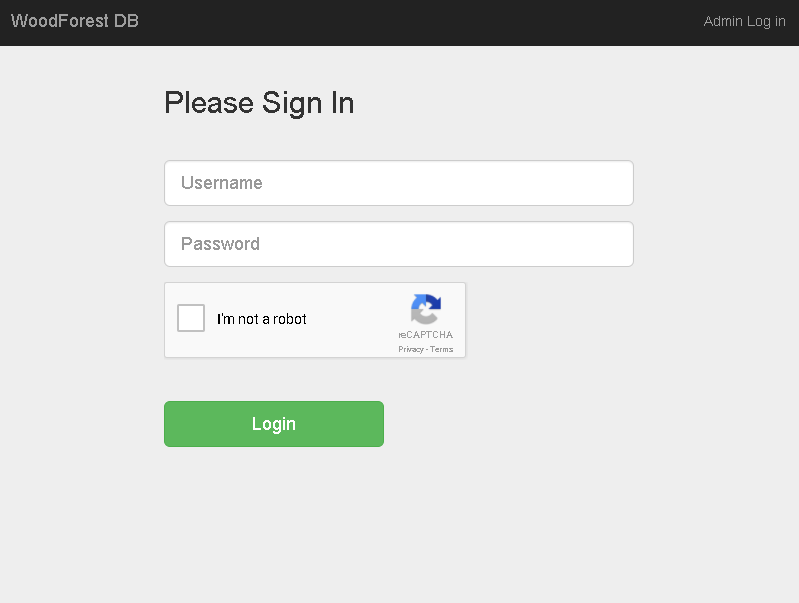 WoodForest DB
Admin Log in
Please Sign In
Username
Password
I'm not a robot
reCAPTCHA
Privacy - Terms
Login